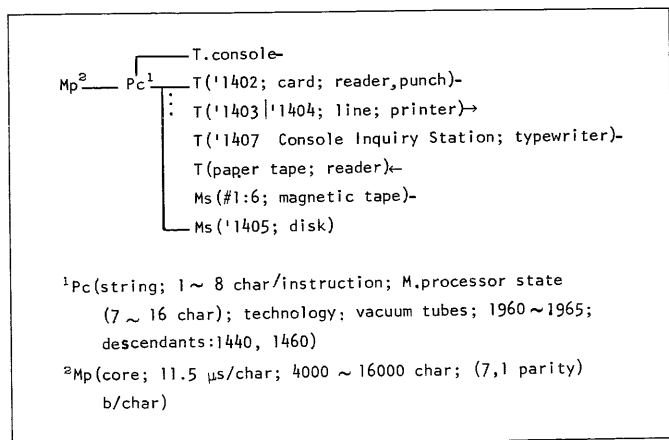 T.console-
Mp² Pc¹ T('1402; card; reader,punch)-
T('1403|'1404; line; printer)→
T('1407 Console Inquiry Station; typewriter)-
T(paper tape; reader)←
Ms(#1:6; magnetic tape)-
Ms('1405; disk)
¹Pc(string; 1 ~ 8 char/instruction; M.processor state
(7 ~ 16 char); technology: vacuum tubes; 1960 ~ 1965;
descendants:1440, 1460)
²Mp(core; 11.5 μs/char; 4000 ~ 16000 char; (7,1 parity)
b/char)